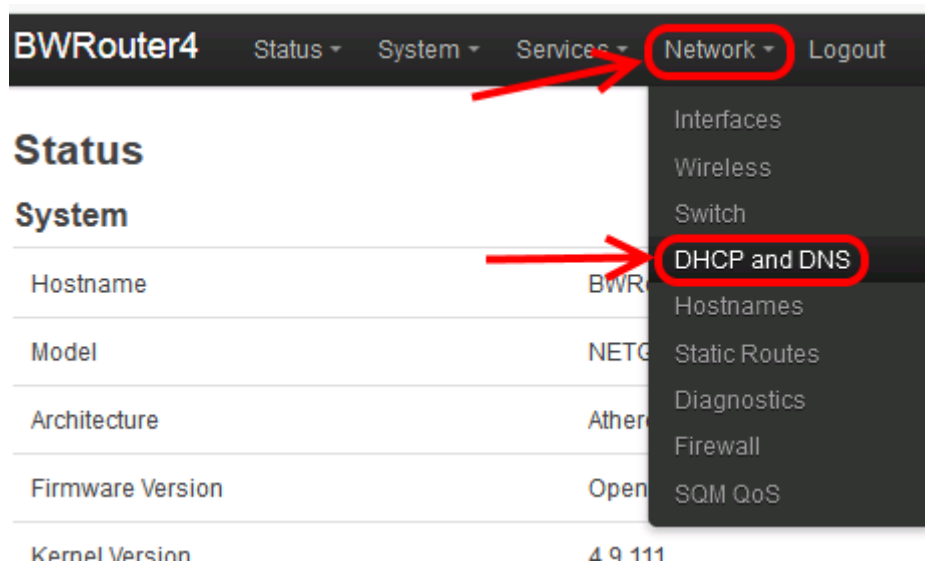 BWRouter4 Status System Services Network Logout
Interfaces
Status
Wireless
System
Switch
DHCP and DNS
Hostname
Hostnames
Model
Static Routes
Diagnostics
Architecture
Firewall
Firmware Version Open
SQM QoS
Kernel Version 4.9.111